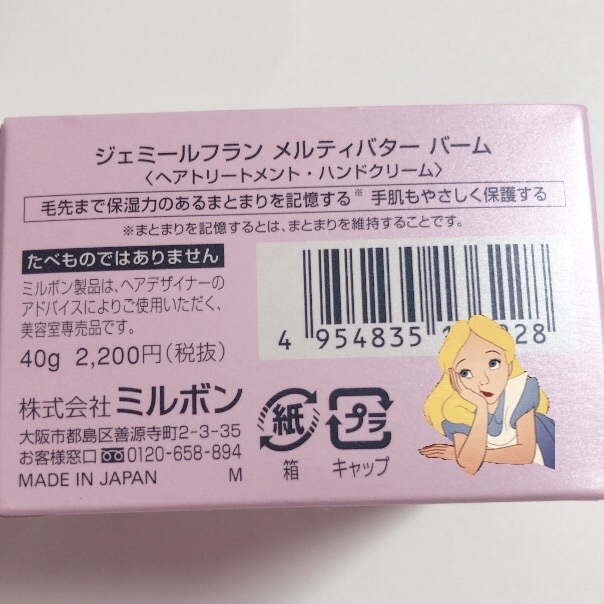 ジェミールフラン メルティバター バーム
〈ヘアトリートメント・ハンドクリーム〉
毛先まで保湿力のあるまとまりを記憶する※ 手肌もやさしく保護する
※まとまりを記憶するとは、まとまりを維持することです。
たべものではありません
ミルボン製品は、ヘアデザイナーの
アドバイスによりご使用いただく、
美容室専売品です。
40g 2,200円(税抜)
4 954835 1 828
株式会社 ミルボン
大阪市都島区善源寺町2-3-35
お客様窓口 0120-658-894
MADE IN JAPAN M
紙
箱
プラ
キャップ